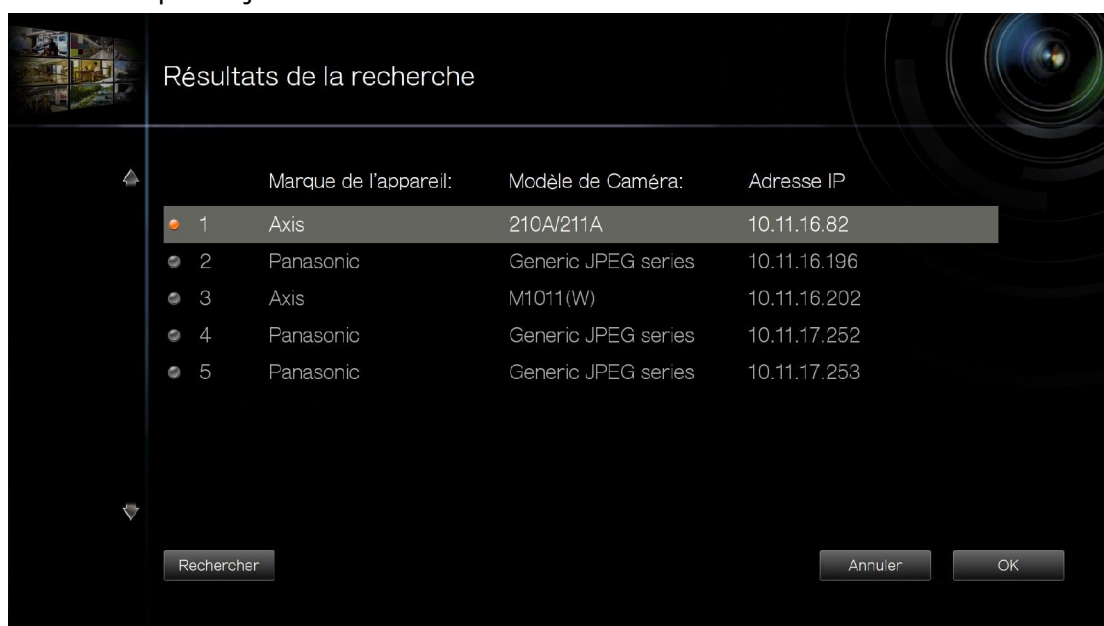 Résultats de la recherche
Marque de l'appareil: Modèle de Caméra: Adresse IP
1 Axis 210A/211A 10.11.16.82
2 Panasonic Generic JPEG series 10.11.16.196
3 Axis M1011(W) 10.11.16.202
4 Panasonic Generic JPEG series 10.11.17.252
5 Panasonic Generic JPEG series 10.11.17.253
Rechercher Annuler OK